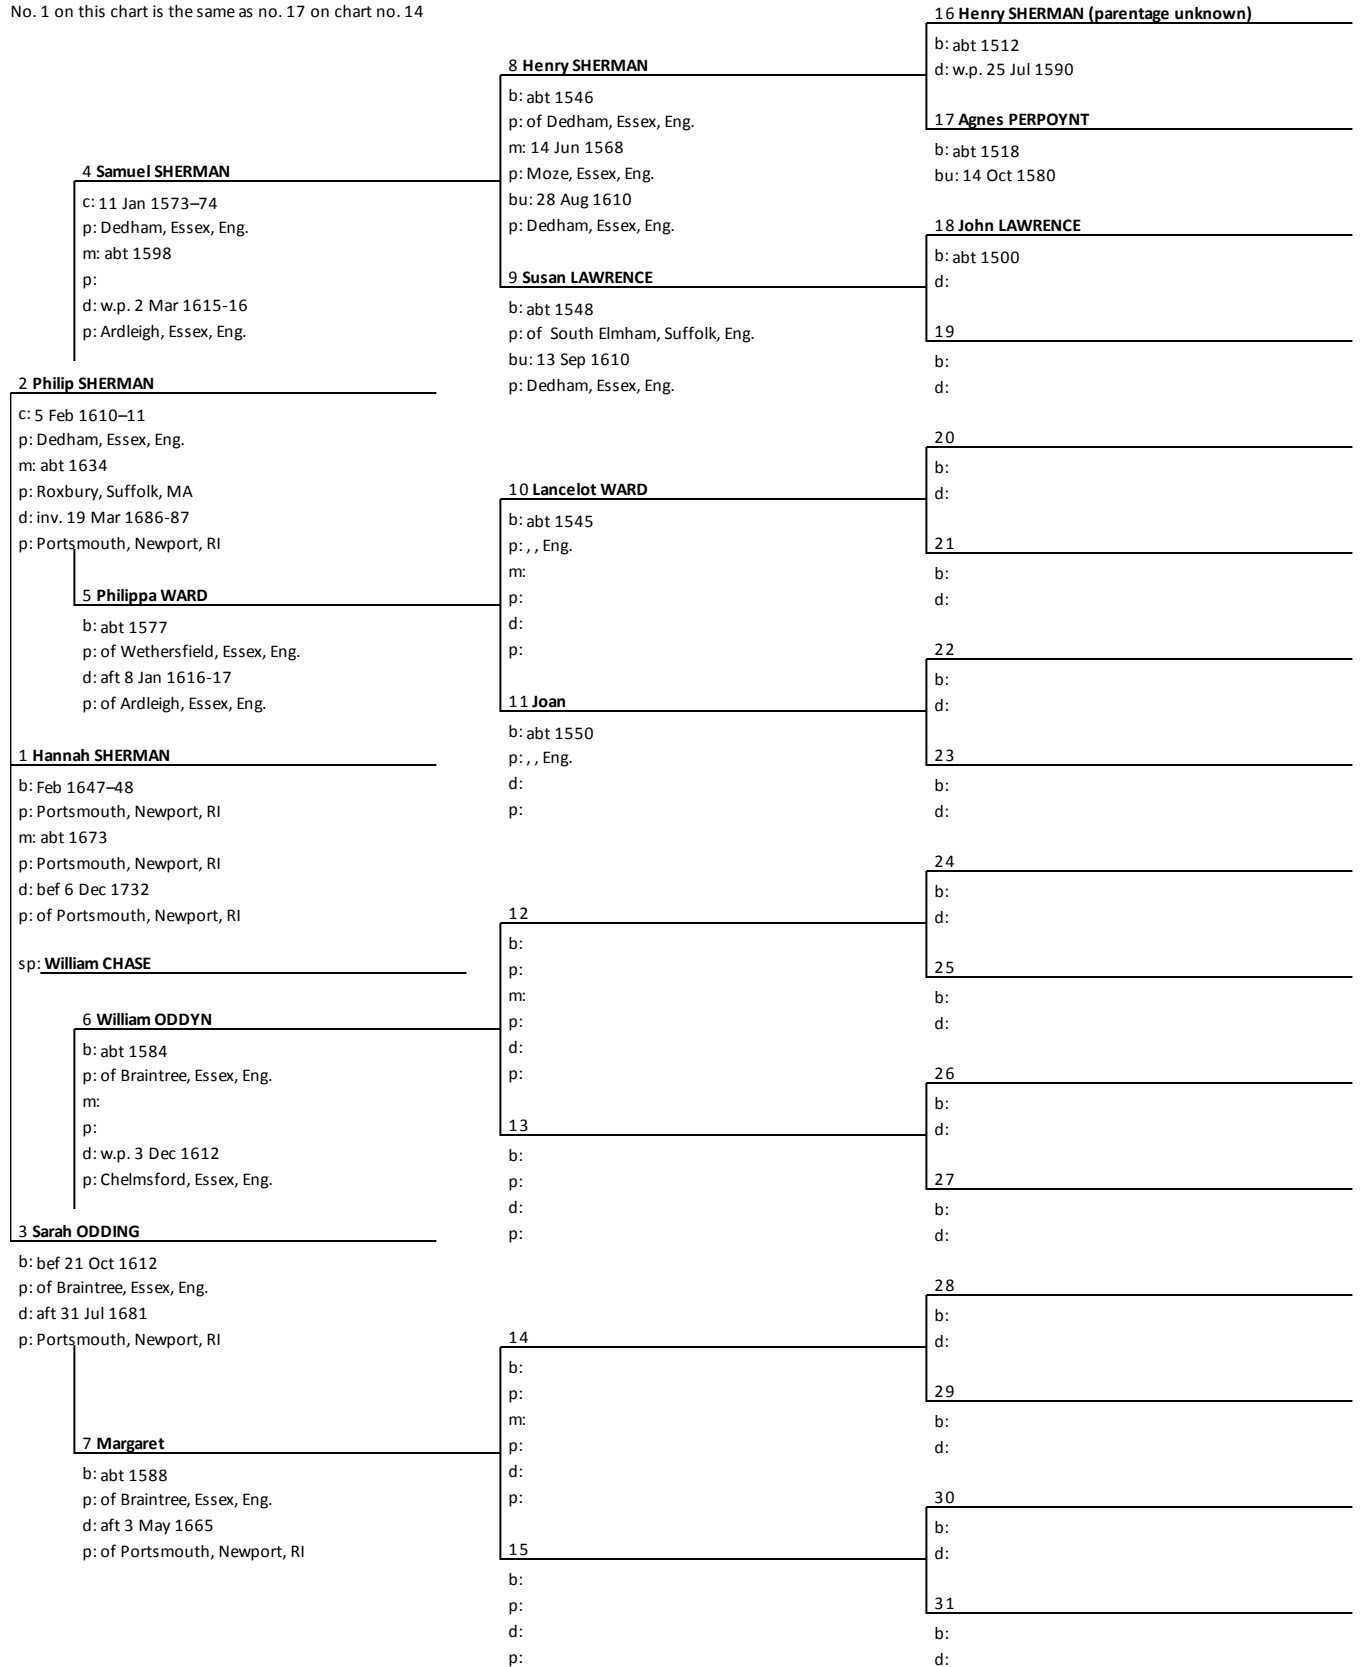 No. 1 on this chart is the same as no. 17 on chart no. 14
16 Henry SHERMAN (parentage unknown)
b: abt 1512
d: w.p. 25 Jul 1590
8 Henry SHERMAN
b: abt 1546
p: of Dedham, Essex, Eng.
m: 14 Jun 1568
p: Moze, Essex, Eng.
bu: 28 Aug 1610
p: Dedham, Essex, Eng.
17 Agnes PERPOYNT
b: abt 1518
bu: 14 Oct 1580
4 Samuel SHERMAN
c: 11 Jan 1573–74
p: Dedham, Essex, Eng.
m: abt 1598
p:
d: w.p. 2 Mar 1615-16
p: Ardleigh, Essex, Eng.
18 John LAWRENCE
b: abt 1500
d:
9 Susan LAWRENCE
b: abt 1548
p: of South Elmham, Suffolk, Eng.
bu: 13 Sep 1610
p: Dedham, Essex, Eng.
19
b:
d:
2 Philip SHERMAN
c: 5 Feb 1610–11
p: Dedham, Essex, Eng.
m: abt 1634
p: Roxbury, Suffolk, MA
d: inv. 19 Mar 1686-87
p: Portsmouth, Newport, RI
20
b:
d:
10 Lancelot WARD
b: abt 1545
p: , , Eng.
m:
p:
d:
p:
21
b:
d:
5 Philippa WARD
b: abt 1577
p: of Wethersfield, Essex, Eng.
d: aft 8 Jan 1616-17
p: of Ardleigh, Essex, Eng.
22
b:
d:
11 Joan
b: abt 1550
p: , , Eng.
d:
p:
23
b:
d:
1 Hannah SHERMAN
b: Feb 1647–48
p: Portsmouth, Newport, RI
m: abt 1673
p: Portsmouth, Newport, RI
d: bef 6 Dec 1732
p: of Portsmouth, Newport, RI
sp: William CHASE
24
b:
d:
12
b:
p:
m:
p:
d:
p:
25
b:
d:
6 William ODDYN
b: abt 1584
p: of Braintree, Essex, Eng.
m:
p:
d: w.p. 3 Dec 1612
p: Chelmsford, Essex, Eng.
26
b:
d:
13
b:
p:
d:
p:
27
b:
d:
3 Sarah ODDING
b: bef 21 Oct 1612
p: of Braintree, Essex, Eng.
d: aft 31 Jul 1681
p: Portsmouth, Newport, RI
28
b:
d:
14
b:
p:
m:
p:
d:
p:
29
b:
d:
7 Margaret
b: abt 1588
p: of Braintree, Essex, Eng.
d: aft 3 May 1665
p: of Portsmouth, Newport, RI
30
b:
d:
15
b:
p:
d:
p:
31
b:
d: